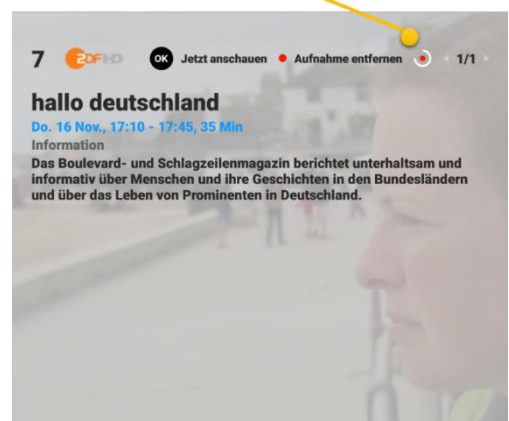 7 ZDF HD OK Jetzt anschauen Aufnahme entfernen 1/1
hallo deutschland
Do. 16 Nov., 17:10 - 17:45, 35 Min
Information
Das Boulevard- und Schlagzeilenmagazin berichtet unterhaltsam und
informativ über Menschen und ihre Geschichten in den Bundesländern
und über das Leben von Prominenten in Deutschland.